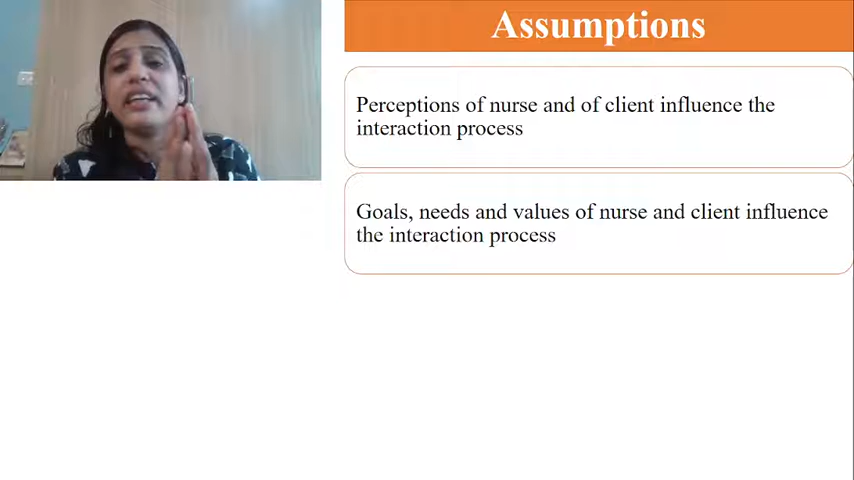 Assumptions
Perceptions of nurse and of client influence the
interaction process
Goals, needs and values of nurse and client influence
the interaction process